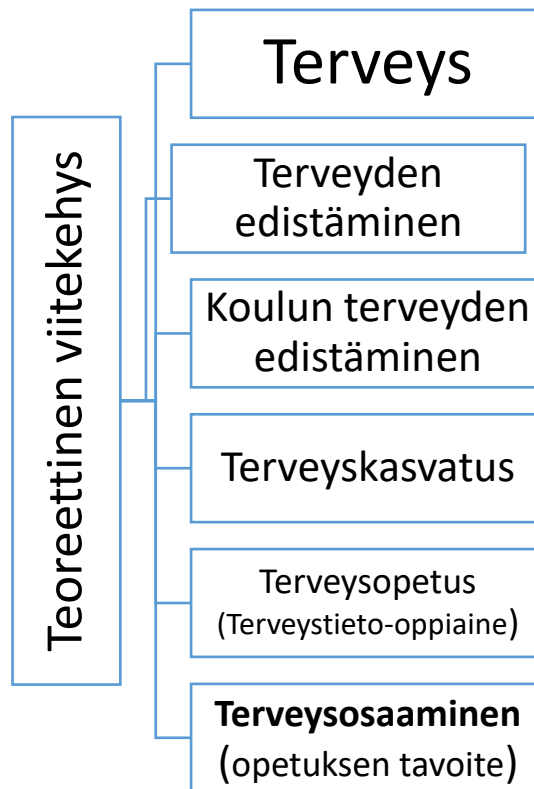 Teoreettinen viitekehys
Terveys
Terveyden
edistäminen
Koulun terveyden
edistäminen
Terveyskasvatus
Terveysopetus
(Terveystieto-oppiaine)
Terveysosaaminen
(opetuksen tavoite)